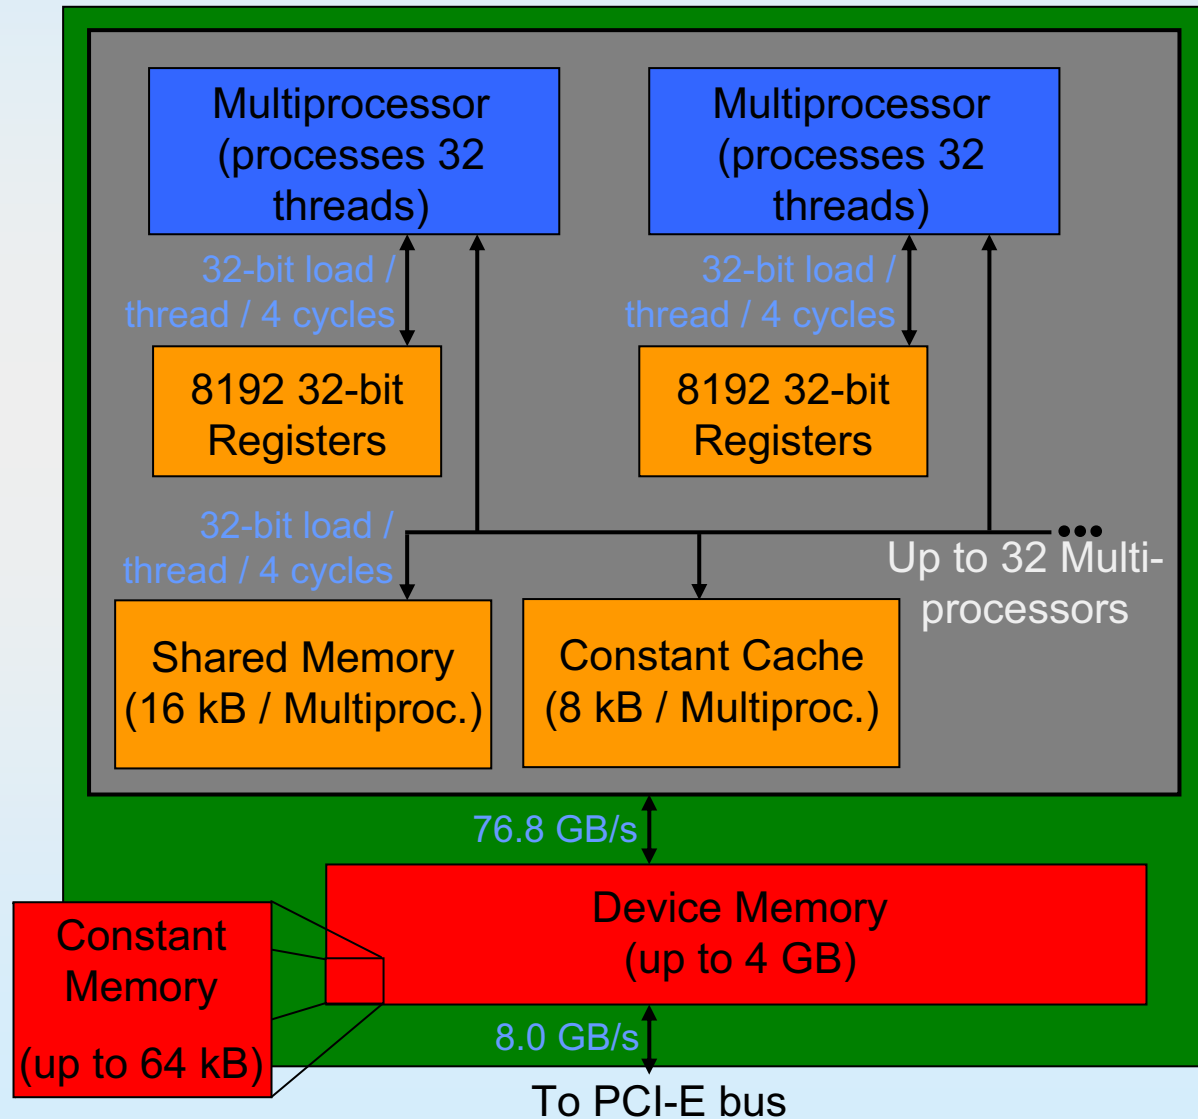 Multiprocessor
(processes 32
threads)
Multiprocessor
(processes 32
threads)
32-bit load /
thread / 4 cycles
32-bit load /
thread / 4 cycles
8192 32-bit
Registers
8192 32-bit
Registers
32-bit load /
thread / 4 cycles
Up to 32 Multi-
processors
Shared Memory
(16 kB / Multiproc.)
Constant Cache
(8 kB / Multiproc.)
76.8 GB/s
Device Memory
(up to 4 GB)
Constant
Memory
(up to 64 kB)
8.0 GB/s
To PCI-E bus